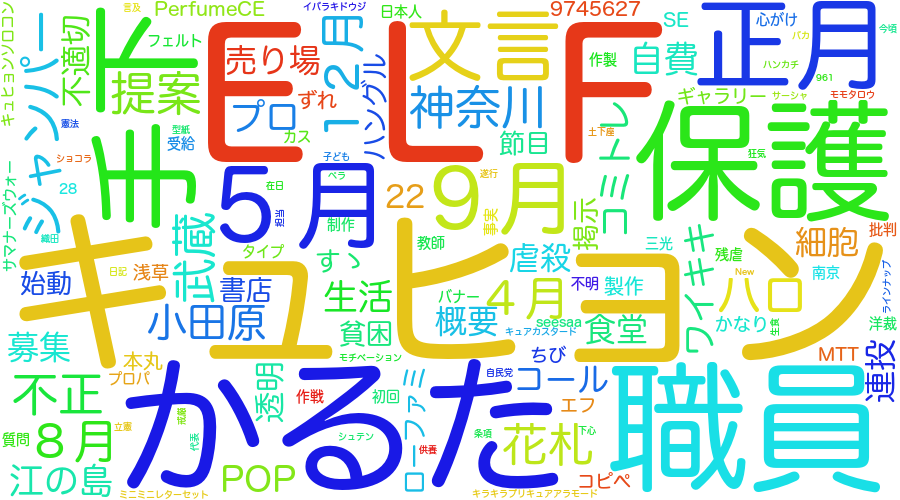 キュヒョンソロコン
言及
PerfumeCE
イバラキドウジ
日本人
9745627
心がけ
今頃
ジャンパー
不適切
フェルト
ド
ELF
売り場
12月
ハングル
文言
SE
自費
正月
バカ
ハンカチ
提案
作製
961
プロ
ずれ
神奈川
ギャラリー
サーシャ
モモタロウ
憲法
型紙
受給
カス
節目
コミトレ
土下座
保護
ショコラ
手
子ども
狂気
サマナーズウォー
28
5月
在日
ベラ
22
9月
遂行
織田
武蔵
担当
制作
事実
掲示
教師
三光
批判
キュヒョン
タイプ
すゝ
虐殺
ワイキキ
残虐
細胞
日記
浅草
始動
書店
生活
バナー
4月
不明
製作
New
ハロ
南京
ラインナップ
小田原
貧困
概要
seesaa
キュアカスタード
食堂
かなり
生食
洋裁
募集
本丸
プロパ
モチベーション
ちび
MTT
連投
不正
かるた
透明
作戦
初回
ローファミ
自民党
コール
職員
エフ
戒厳
質問
8月
立憲
代表
シュテン
供養
条項
花札
下心
江の島
POP
コピペ
ミニミニレターセット
キラキラプリキュアアラモード